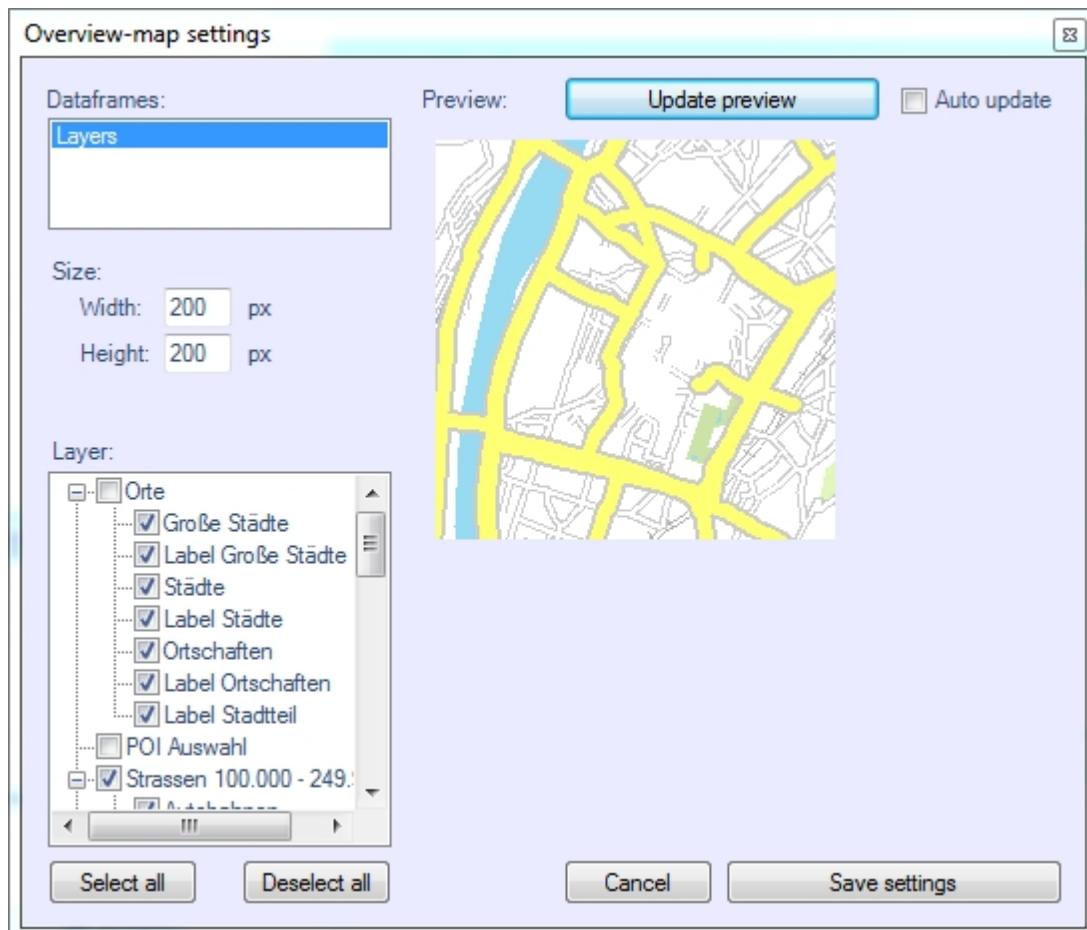 Overview-map settings
Dataframes:
Layers
Preview:
Update preview
Auto update
Size:
Width: 200 px
Height: 200 px
Layer:
Orte
Große Städte
Label Große Städte
Städte
Label Städte
Ortschaften
Label Ortschaften
Label Stadtteil
POI Auswahl
Strassen 100.000 - 249.
Select all
Deselect all
Cancel
Save settings